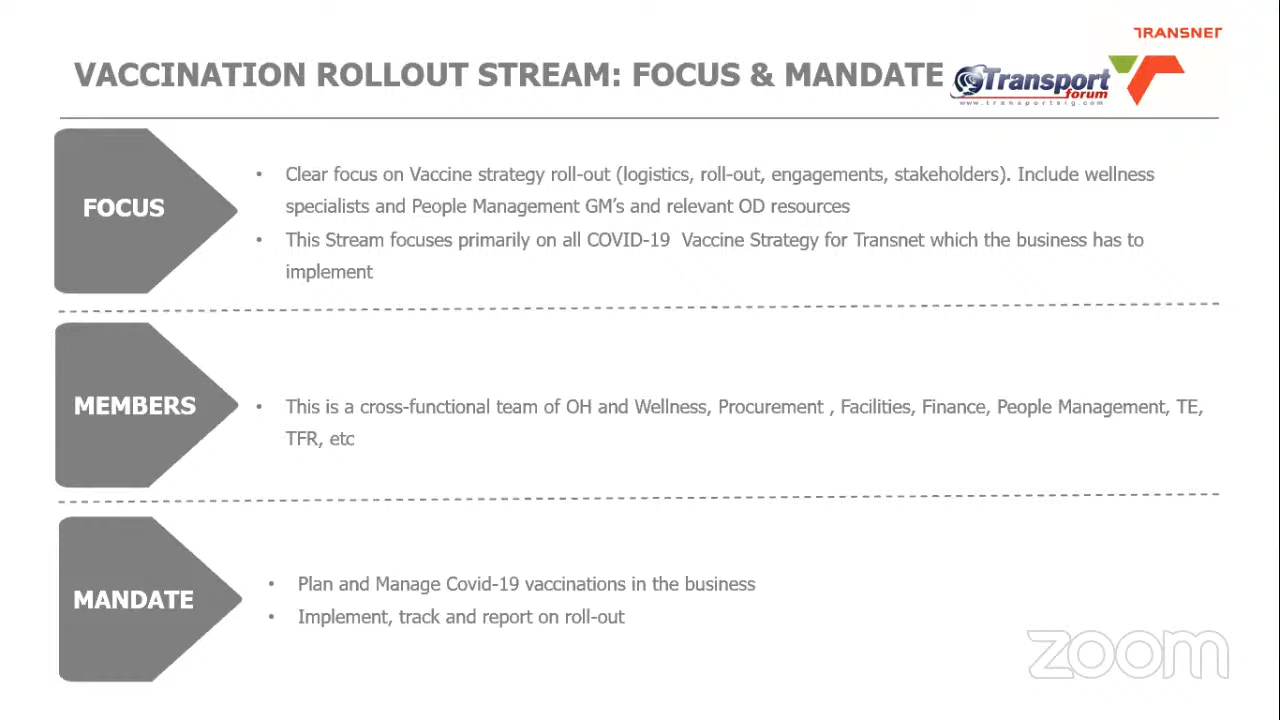 TRANSNET
VACCINATION ROLLOUT STREAM: FOCUS & MANDATE
Transport
forum
www.transportsig.com
FOCUS
• Clear focus on Vaccine strategy roll-out (logistics, roll-out, engagements, stakeholders). Include wellness
specialists and People Management GM's and relevant OD resources
• This Stream focuses primarily on all COVID-19 Vaccine Strategy for Transnet which the business has to
implement
MEMBERS
• This is a cross-functional team of OH and Wellness, Procurement , Facilities, Finance, People Management, TE,
TFR, etc
MANDATE
• Plan and Manage Covid-19 vaccinations in the business
• Implement, track and report on roll-out
zoom